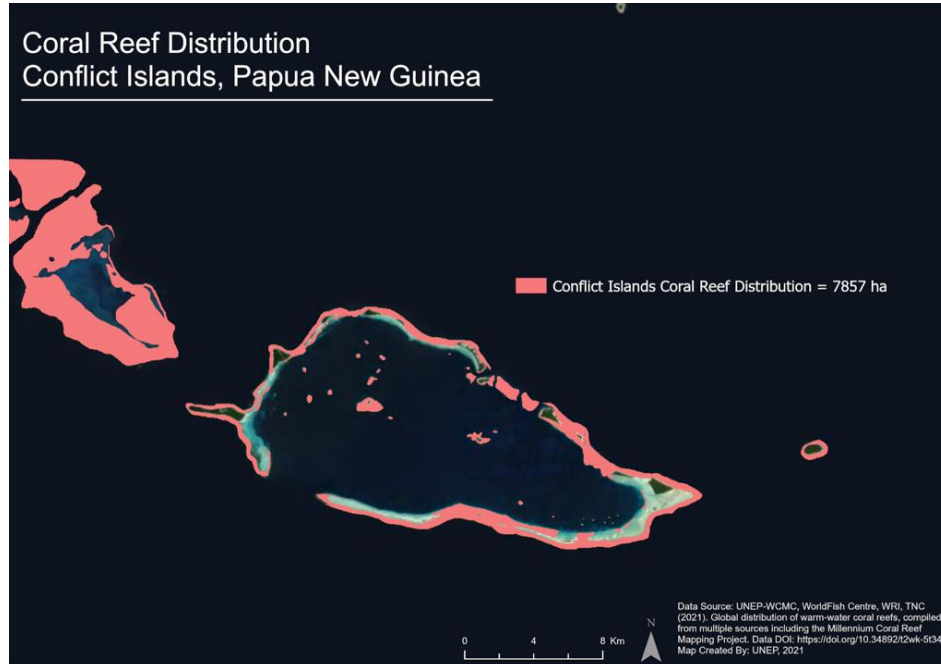 Coral Reef Distribution
Conflict Islands, Papua New Guinea
Conflict Islands Coral Reef Distribution = 7857 ha
N
0 4 8 Km
Data Source: UNEP-WCMC, WorldFish Centre, WRI, TNC
(2021). Global distribution of warm-water coral reefs, compiled
from multiple sources including the Millennium Coral Reef
Mapping Project. Data DOI: https://doi.org/10.34892/t2wk-5t34
Map Created By: UNEP, 2021